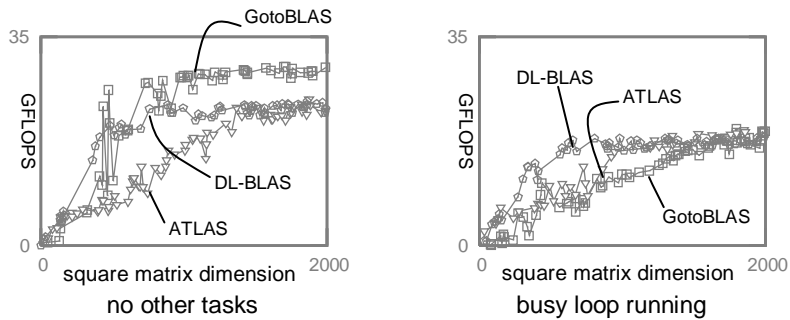 GotoBLAS
35
GFLOPS
DL-BLAS
ATLAS
0
0
2000
square matrix dimension
no other tasks
35
GFLOPS
DL-BLAS
ATLAS
GotoBLAS
0
0
2000
square matrix dimension
busy loop running